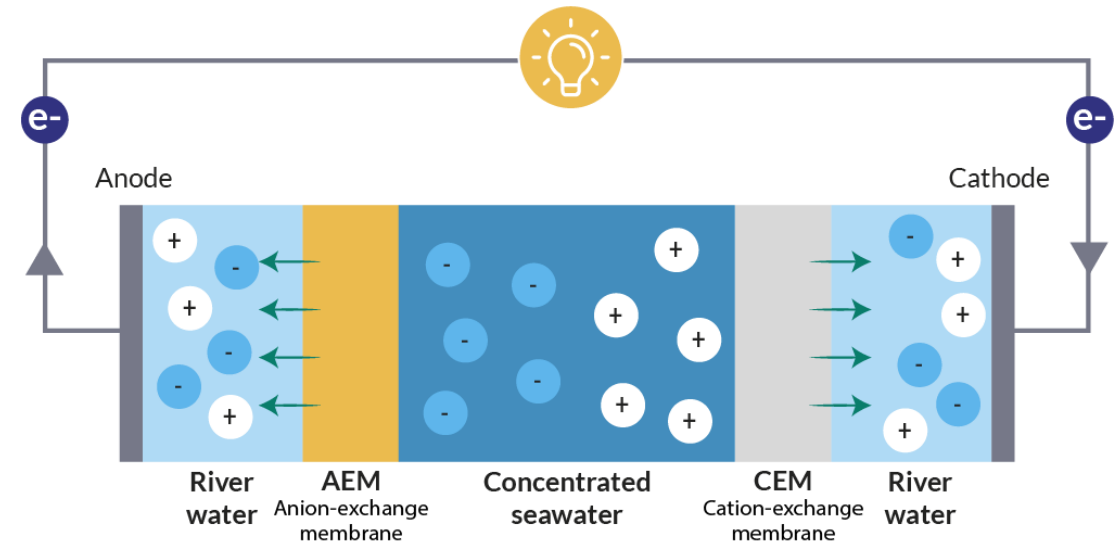 e-
e-
Anode
Cathode
+
-
+
-
-
+
-
-
-
-
-
+
+
+
+
+
-
+
+
-
-
+
River
water
AEM
Anion-exchange
membrane
Concentrated
seawater
CEM
Cation-exchange
membrane
River
water